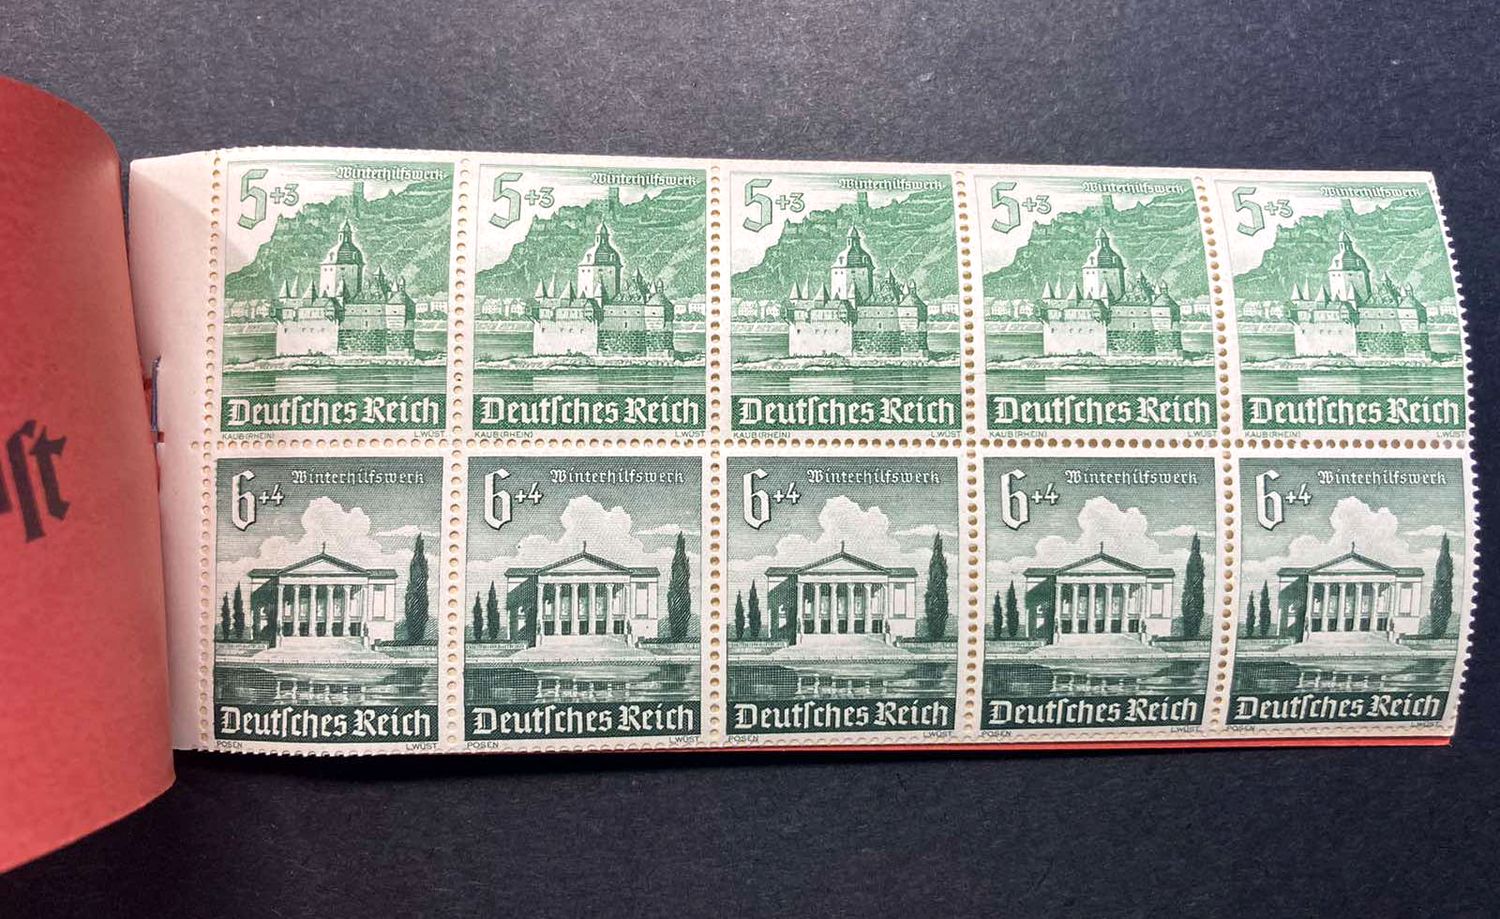 5+3 Winterhilfswerk 5+3 Winterhilfswerk 5+3 Winterhilfswerk 5+3 Winterhilfswerk 5+3 Winterhilfswerk
Deutſches Reich Deutſches Reich Deutſches Reich Deutſches Reich Deutſches Reich
KAUB (RHEIN) L.WÜST KAUB (RHEIN) L.WÜST KAUB (RHEIN) L.WÜST KAUB (RHEIN) L.WÜST KAUB (RHEIN) L.WÜST
6+4 Winterhilfswerk 6+4 Winterhilfswerk 6+4 Winterhilfswerk 6+4 Winterhilfswerk 6+4 Winterhilfswerk
Deutſches Reich Deutſches Reich Deutſches Reich Deutſches Reich Deutſches Reich
POSEN L.WÜST POSEN L.WÜST POSEN L.WÜST POSEN L.WÜST POSEN L.WÜST